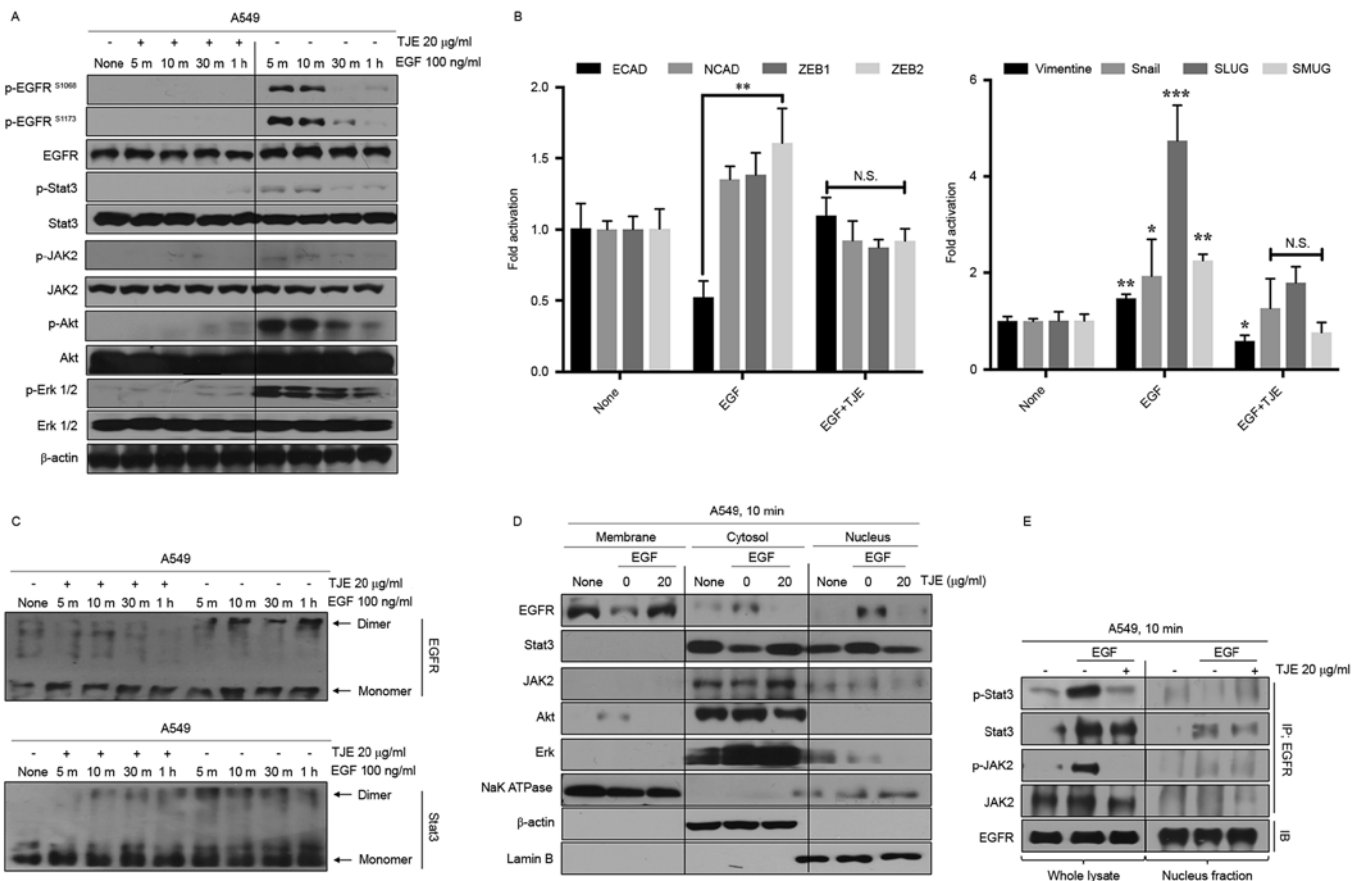 A
A549
- + + + + - - - - TJE 20 µg/ml
None 5 m 10 m 30 m 1 h 5 m 10 m 30 m 1 h EGF 100 ng/ml
p-EGFR S1068
p-EGFR S1173
EGFR
p-Stat3
Stat3
p-JAK2
JAK2
p-Akt
Akt
p-Erk 1/2
Erk 1/2
β-actin
B
ECAD NCAD ZEB1 ZEB2
Fold activation
2.0
1.5
1.0
0.5
0.0
**
N.S.
None EGF EGF+TJE
Vimentine Snail SLUG SMUG
Fold activation
6
4
2
0
** * *** **
* N.S.
None EGF EGF+TJE
C
A549
- + + + + - - - - TJE 20 µg/ml
None 5 m 10 m 30 m 1 h 5 m 10 m 30 m 1 h EGF 100 ng/ml
Dimer
Monomer
EGFR
A549
- + + + + - - - - TJE 20 µg/ml
None 5 m 10 m 30 m 1 h 5 m 10 m 30 m 1 h EGF 100 ng/ml
Dimer
Monomer
Stat3
D
A549, 10 min
Membrane Cytosol Nucleus
EGF EGF EGF
None 0 20 None 0 20 None 0 20 TJE (µg/ml)
EGFR
Stat3
JAK2
Akt
Erk
NaK ATPase
β-actin
Lamin B
E
A549, 10 min
EGF EGF
- - + - - + TJE 20 µg/ml
p-Stat3
Stat3
p-JAK2
JAK2
EGFR
IP: EGFR
IB
Whole lysate Nucleus fraction